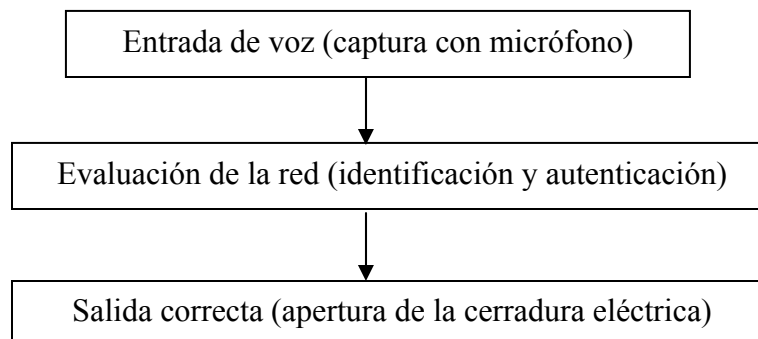 Entrada de voz (captura con micrófono)
Evaluación de la red (identificación y autenticación)
Salida correcta (apertura de la cerradura eléctrica)